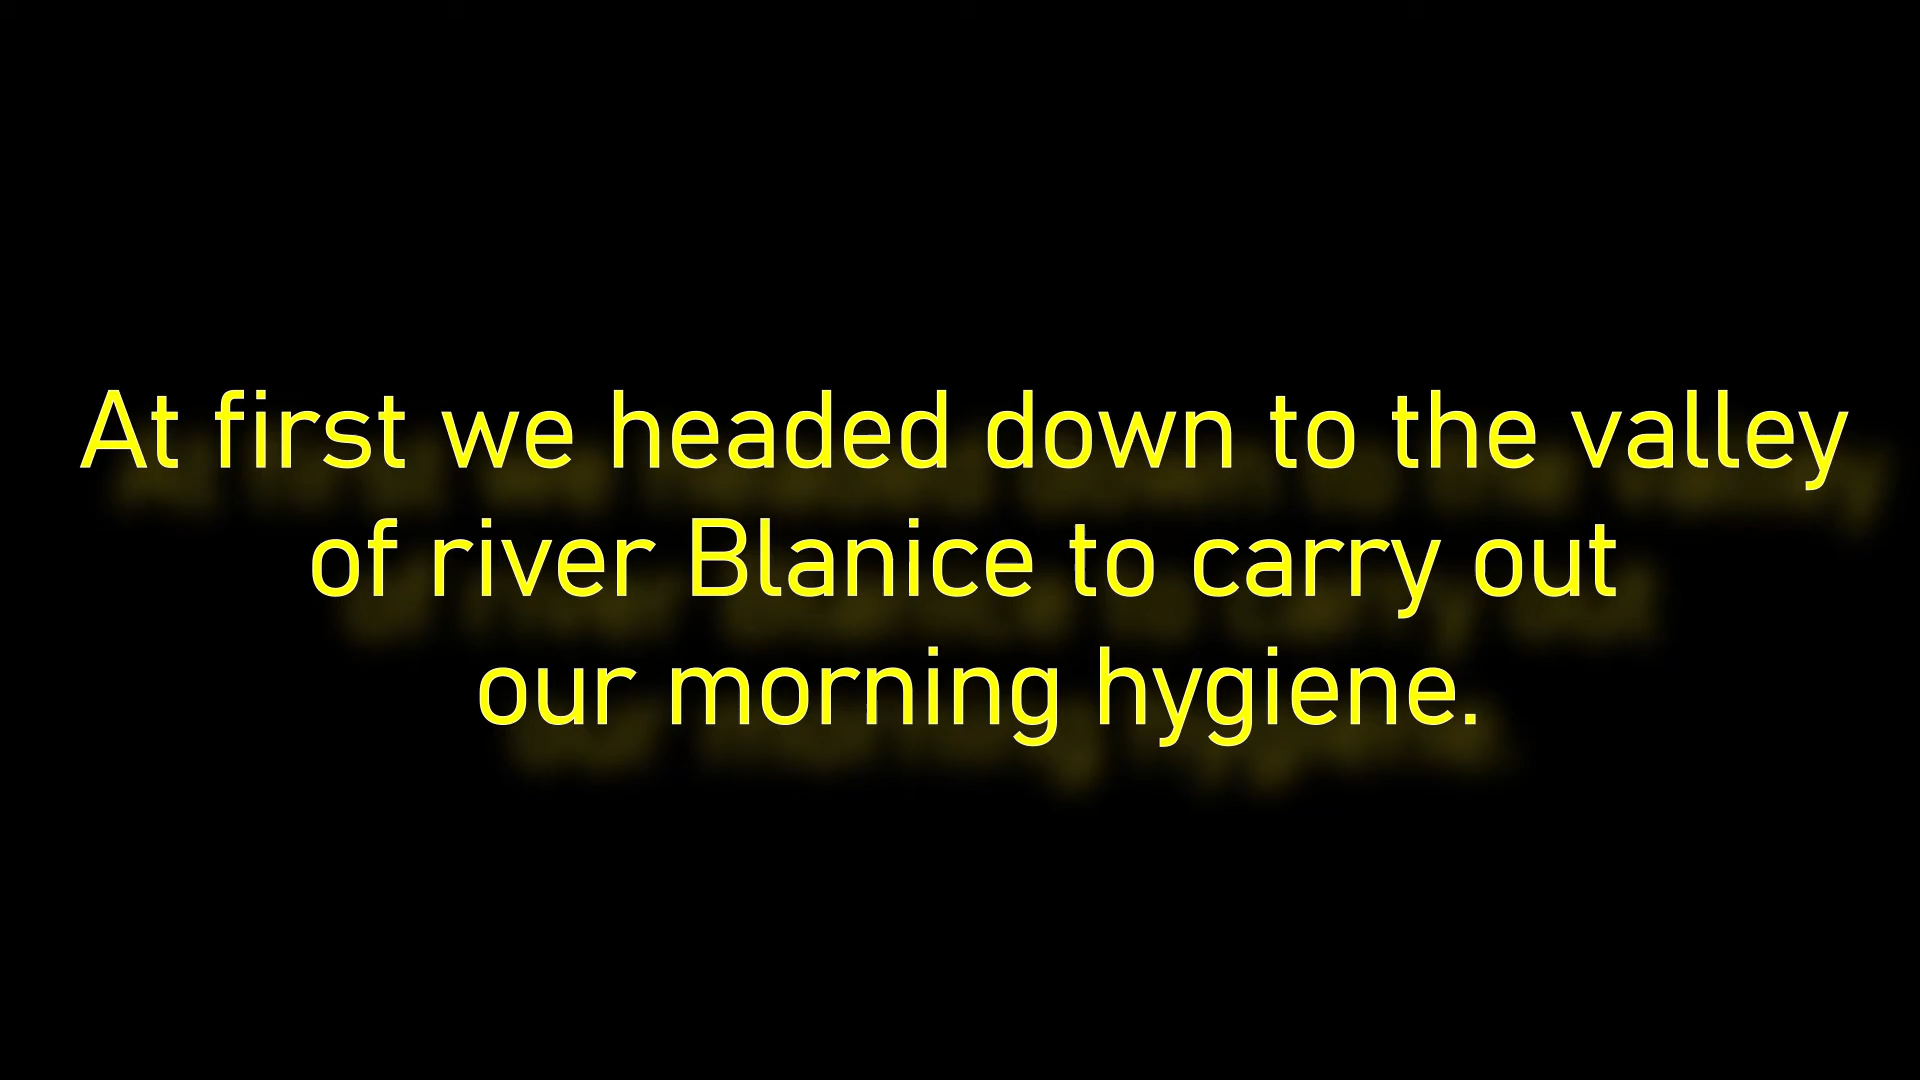 At first we headed down to the valley
of river Blanice to carry out
our morning hygiene.